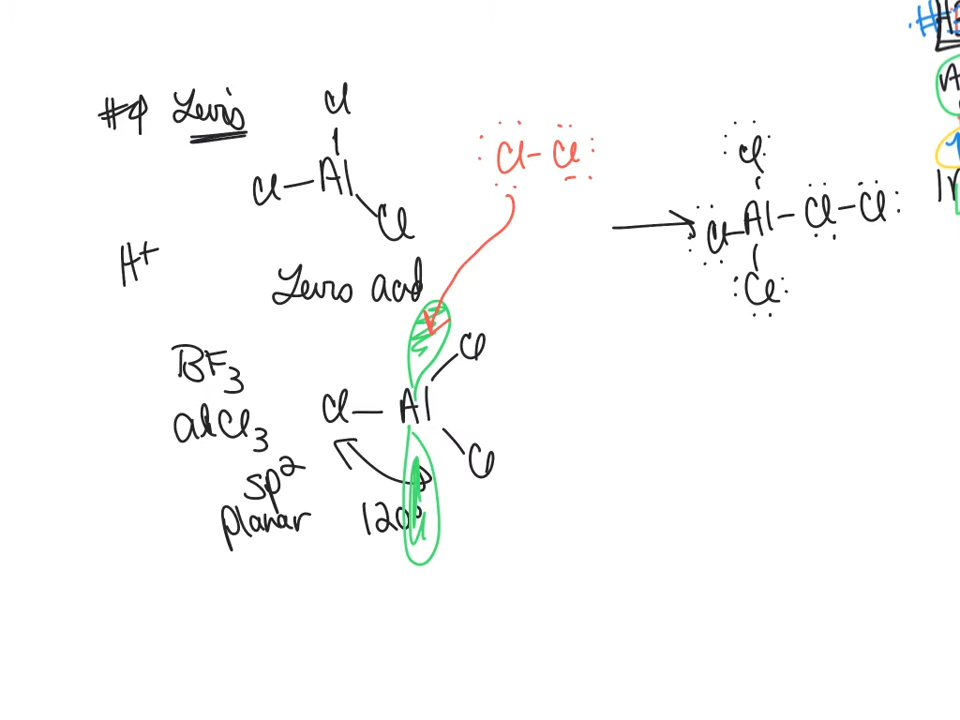 #4 Lewis
Cl
Cl—Al
Cl
Cl-Cl
Cl
Cl-Al-Cl-Cl
Cl
H+
Lewis acid
BF3
AlCl3
sp2
planar
Cl—Al
Cl
Cl
120°